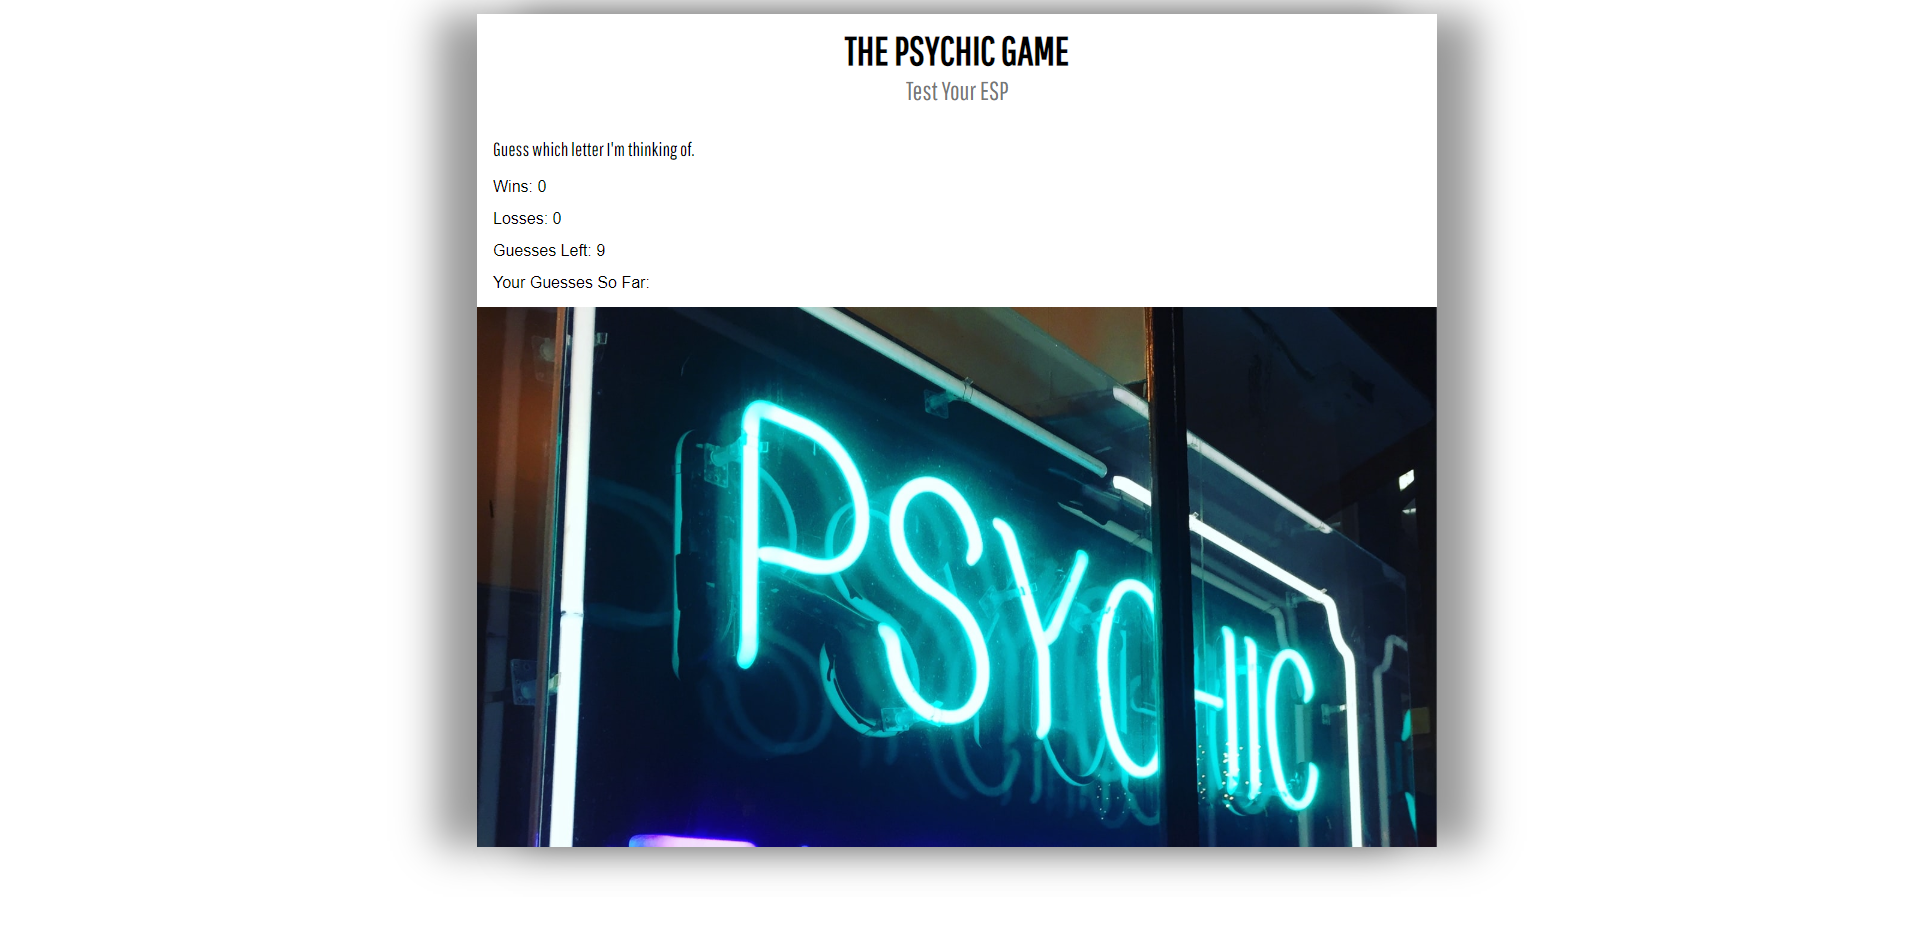 THE PSYCHIC GAME
Test Your ESP
Guess which letter I'm thinking of.
Wins: 0
Losses: 0
Guesses Left: 9
Your Guesses So Far:
PSYCHIC